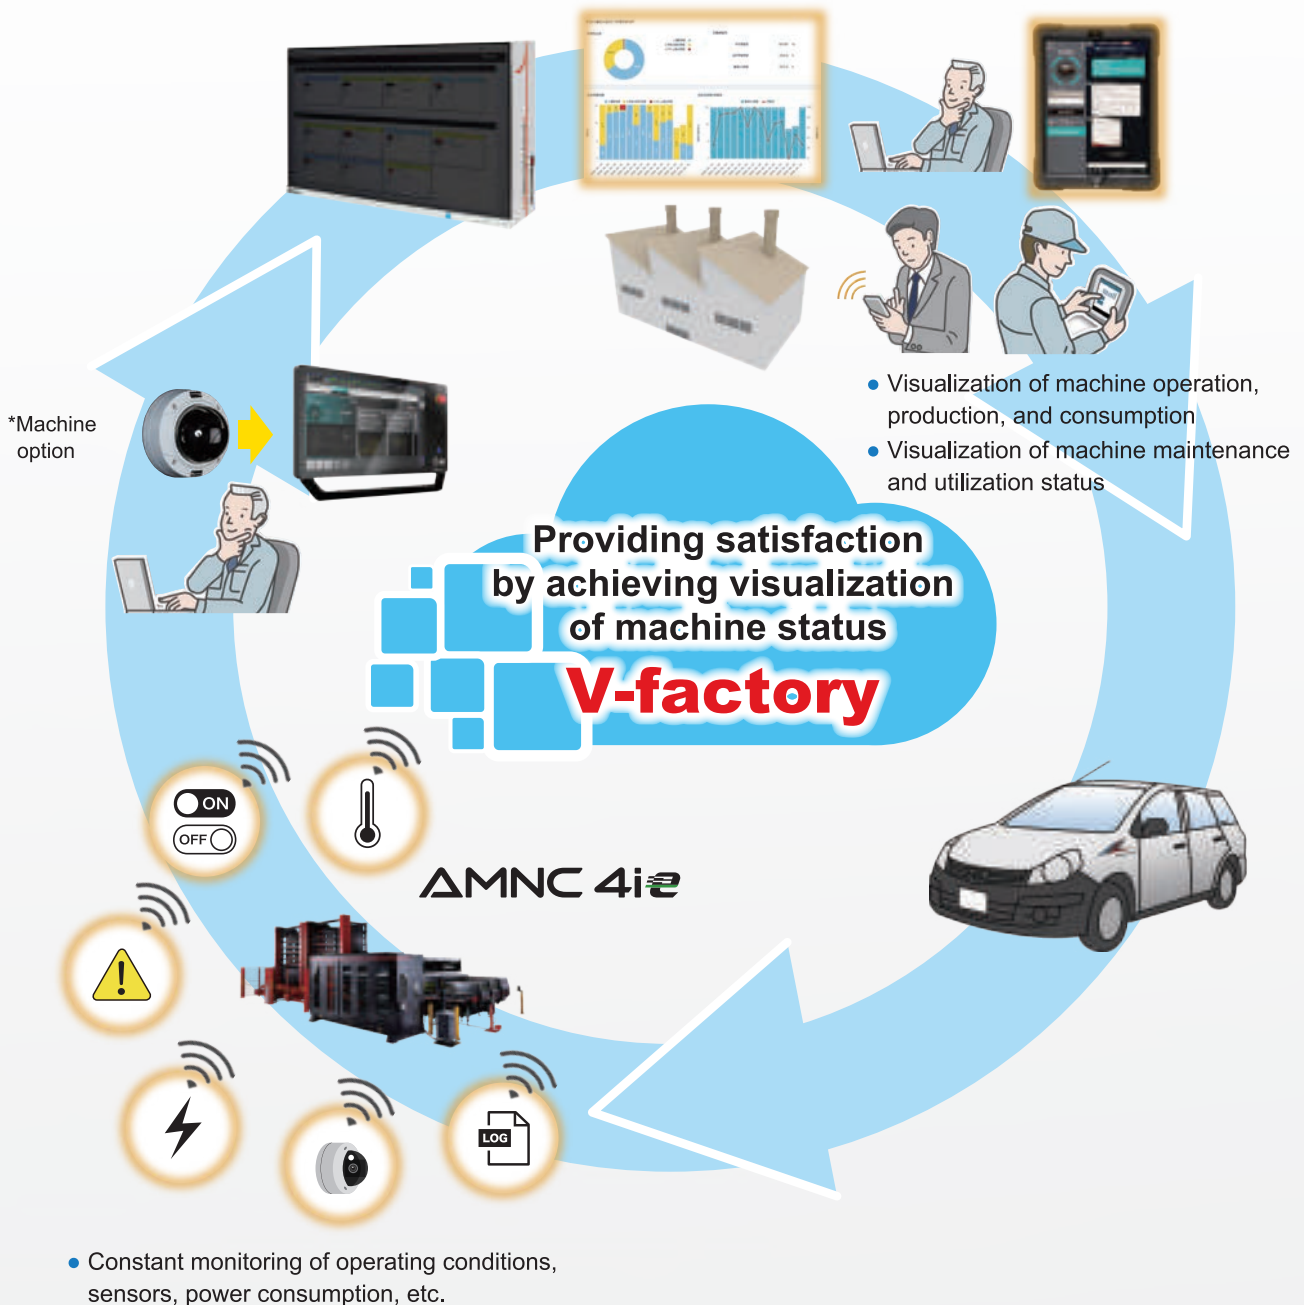 *Machine
option
● Visualization of machine operation,
production, and consumption
● Visualization of machine maintenance
and utilization status
Providing satisfaction
by achieving visualization
of machine status
V-factory
ON
OFF
AMNC 4ie
LOG
● Constant monitoring of operating conditions,
sensors, power consumption, etc.